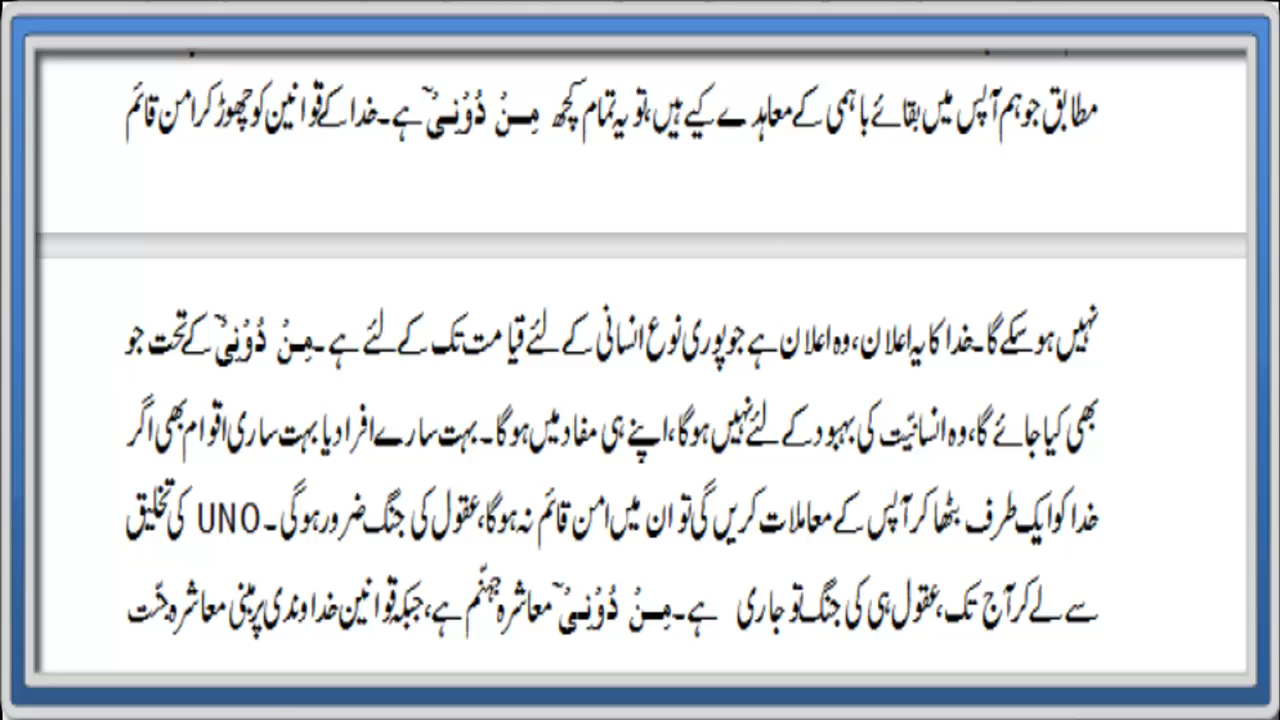 مطابق جو ہم آپس میں بقائے باہمی کے معاہدے کیے ہیں، تو یہ تمام کچھ مِنْ دُوْنِیْۤ ہے۔ خدا کے قوانین کو چھوڑ کر امن قائم
نہیں ہو سکے گا۔ خدا کا یہ اعلان، وہ اعلان ہے جو پوری نوع انسانی کے لئے قیامت تک کے لئے ہے۔ مِنْ دُوْنِیْۤ کے تحت جو
بھی کیا جائے گا، وہ انسانیّت کی بہبود کے لئے نہیں ہوگا، اپنے ہی مفاد میں ہوگا۔ بہت سارے افراد یا بہت ساری اقوام بھی اگر
خدا کو ایک طرف بٹھا کر آپس کے معاملات کریں گی تو ان میں امن قائم نہ ہوگا، عقول کی جنگ ضرور ہوگی۔ UNO کی تخلیق
سے لے کر آج تک، عقول ہی کی جنگ تو جاری ہے۔ مِنْ دُوْنِیْۤ معاشرہ جہنّم ہے، جبکہ قوانین خداوندی پر مبنی معاشرہ جنّت